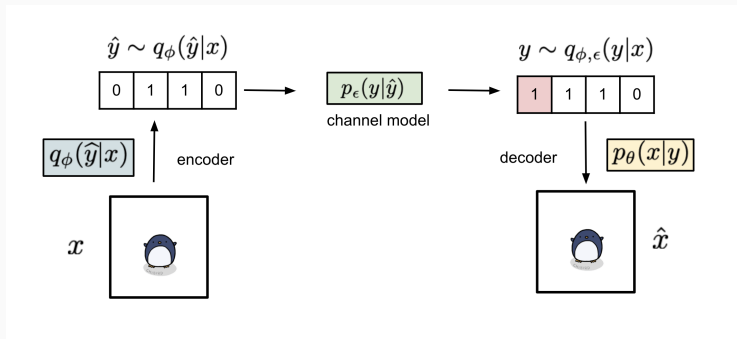 ŷ ∼ q_ϕ(ŷ|x)
0 1 1 0
p_ϵ(y|ŷ)
channel model
y ∼ q_{ϕ,ϵ}(y|x)
1 1 1 0
q_ϕ(ŷ|x)
encoder
decoder
p_θ(x|y)
x
x̂